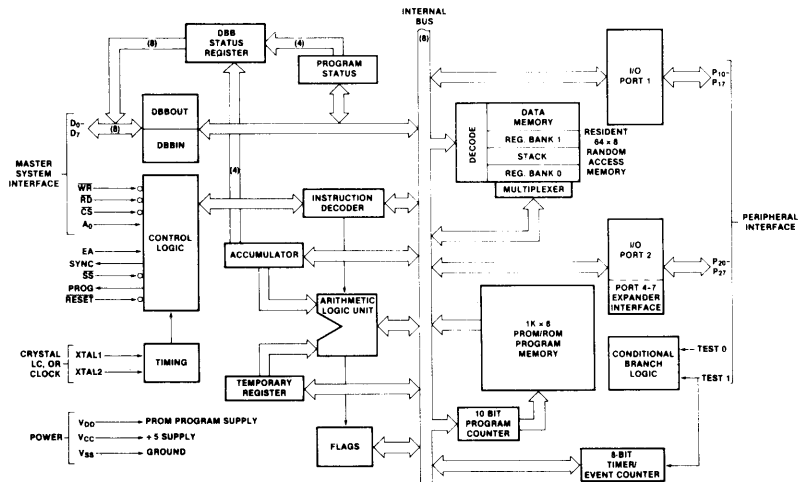 INTERNAL
BUS
(8)
DBB
STATUS
REGISTER
(8)
(4)
PROGRAM
STATUS
I/O
PORT 1
P10-
P17
D0-
D7
(8)
DBBOUT
DBBIN
MASTER
SYSTEM
INTERFACE
DECODE
DATA
MEMORY
REG. BANK 1
STACK
REG. BANK 0
MULTIPLEXER
RESIDENT
64 × 8
RANDOM
ACCESS
MEMORY
(4)
WR
RD
CS
A0
EA
SYNC
SS
PROG
RESET
CONTROL
LOGIC
INSTRUCTION
DECODER
ACCUMULATOR
PERIPHERAL
INTERFACE
I/O
PORT 2
PORT 4-7
EXPANDER
INTERFACE
P20-
P27
ARITHMETIC
LOGIC UNIT
1K × 8
PROM/ROM
PROGRAM
MEMORY
CONDITIONAL
BRANCH
LOGIC
TEST 0
TEST 1
CRYSTAL
LC, OR
CLOCK
XTAL1
XTAL2
TIMING
TEMPORARY
REGISTER
10 BIT
PROGRAM
COUNTER
POWER
VDD
PROM PROGRAM SUPPLY
VCC
+ 5 SUPPLY
VSS
GROUND
FLAGS
8-BIT
TIMER/
EVENT COUNTER